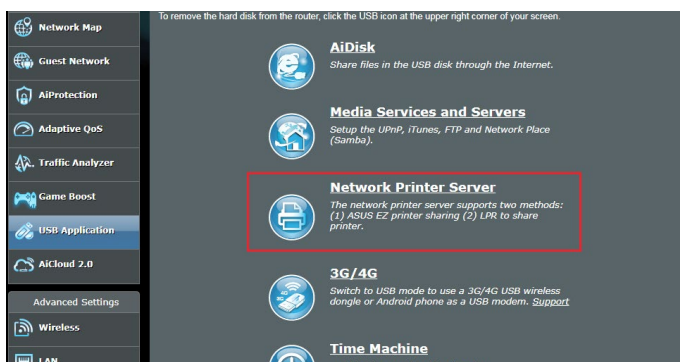 To remove the hard disk from the router, click the USB icon at the upper right corner of your screen.
Network Map
Guest Network
AiProtection
Adaptive QoS
Traffic Analyzer
Game Boost
USB Application
AiCloud 2.0
Advanced Settings
Wireless
LAN
AiDisk
Share files in the USB disk through the Internet.
Media Services and Servers
Setup the UPnP, iTunes, FTP and Network Place
(Samba).
Network Printer Server
The network printer server supports two methods:
(1) ASUS EZ printer sharing (2) LPR to share
printer.
3G/4G
Switch to USB mode to use a 3G/4G USB wireless
dongle or Android phone as a USB modem. Support
Time Machine